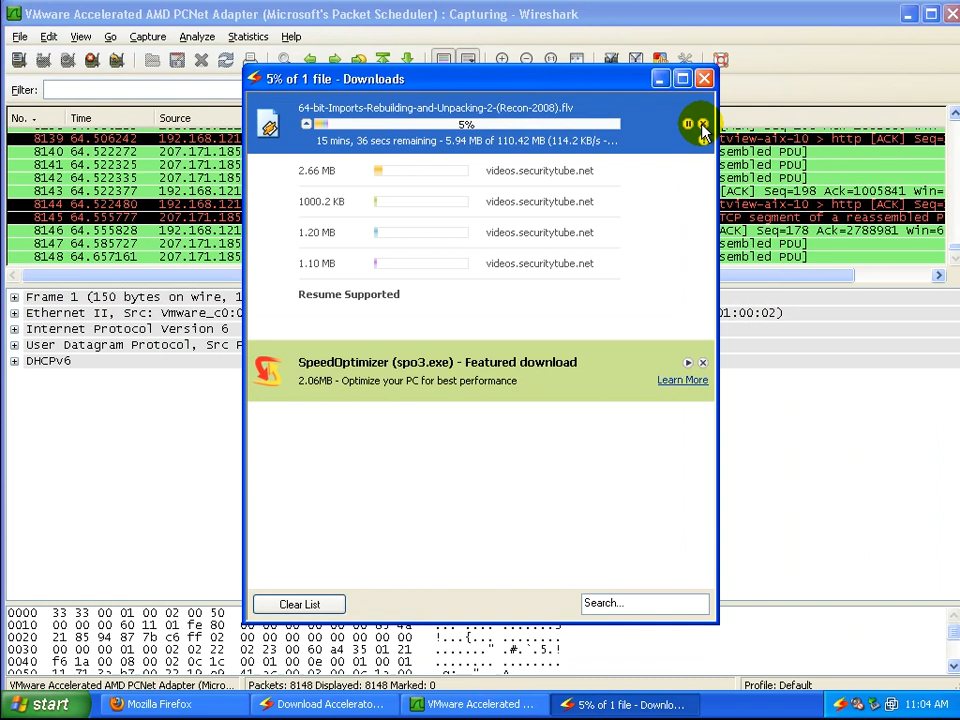 VMware Accelerated AMD PCNet Adapter (Microsoft's Packet Scheduler) : Capturing - Wireshark
File Edit View Go Capture Analyze Statistics Help
Filter:
No. Time Source
8139 64.506242 192.168.121 tview-aix-10 > http [ACK] Seq=
8140 64.522272 207.171.185 sembled PDU]
8141 64.522325 207.171.185 sembled PDU]
8142 64.522335 207.171.185 sembled PDU]
8143 64.522379 192.168.121 [ACK] Seq=198 Ack=1005841 Win=
8144 64.522480 192.168.121 tview-aix-10 > http [ACK] Seq=
8145 64.555777 207.171.185 TCP segment of a reassembled P
8146 64.555828 207.171.185 ACK] Seq=178 Ack=2788981 Win=6
8147 64.585727 207.171.185 sembled PDU]
8148 64.657161 207.171.185 sembled PDU]
Frame 1 (150 bytes on wire, 1
Ethernet II, Src: Vmware_c0:0 01:00:02)
Internet Protocol Version 6
User Datagram Protocol, Src P
DHCPv6
5% of 1 file - Downloads
64-bit-Imports-Rebuilding-and-Unpacking-2-(Recon-2008).flv
5%
15 mins, 36 secs remaining - 5.94 MB of 110.42 MB (114.2 KB/s -...
2.66 MB videos.securitytube.net
1000.2 KB videos.securitytube.net
1.20 MB videos.securitytube.net
1.10 MB videos.securitytube.net
Resume Supported
SpeedOptimizer (spo3.exe) - Featured download
2.06MB - Optimize your PC for best performance Learn More
Clear List Search...
0000 33 33 00 01 00 02 00 50
0010 00 00 00 60 11 01 fe 80
0020 21 85 94 87 7b c6 ff 02 !...{... ........
0030 00 00 00 00 01 00 02 02 22 02 23 00 60 a4 35 01 21 ........ ".#.`.5.!
0040 f6 1a 00 08 00 02 0c 1c 00 01 00 0e 00 01 00 01 ........ ........
VMware Accelerated AMD PCNet Adapter (Micro... Packets: 8148 Displayed: 8148 Marked: 0 Profile: Default
start Mozilla Firefox Download Accelerato... VMware Accelerated ... 5% of 1 file - Downlo... 11:04 AM